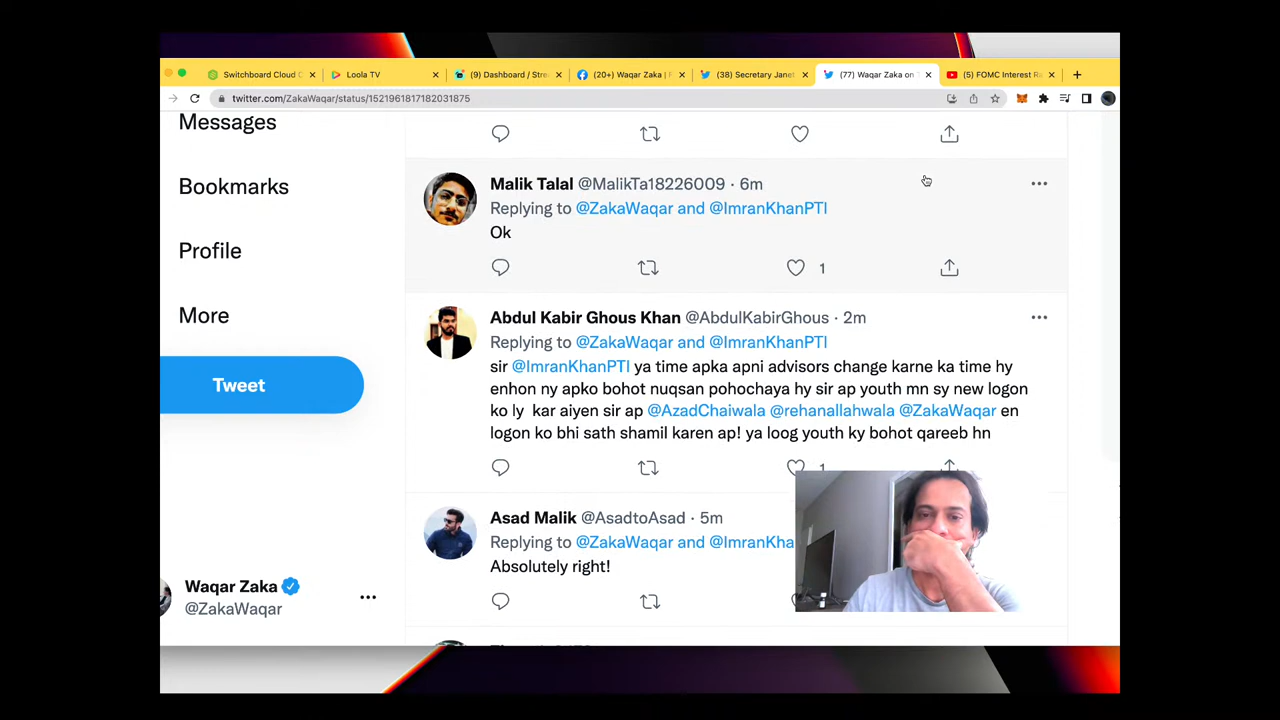 Switchboard Cloud
Loola TV
(9) Dashboard / Stre
(20+) Waqar Zaka |
(38) Secretary Janet
(77) Waqar Zaka on
(5) FOMC Interest Ra
twitter.com/ZakaWaqar/status/1521961817182031875
Messages
Bookmarks
Profile
More
Tweet
Waqar Zaka
@ZakaWaqar
Malik Talal @MalikTa18226009 · 6m
Replying to @ZakaWaqar and @ImranKhanPTI
Ok
1
Abdul Kabir Ghous Khan @AbdulKabirGhous · 2m
Replying to @ZakaWaqar and @ImranKhanPTI
sir @ImranKhanPTI ya time apka apni advisors change karne ka time hy
enhon ny apko bohot nuqsan pohochaya hy sir ap youth mn sy new logon
ko ly kar aiyen sir ap @AzadChaiwala @rehanallahwala @ZakaWaqar en
logon ko bhi sath shamil karen ap! ya loog youth ky bohot qareeb hn
1
Asad Malik @AsadtoAsad · 5m
Replying to @ZakaWaqar and @ImranKha
Absolutely right!